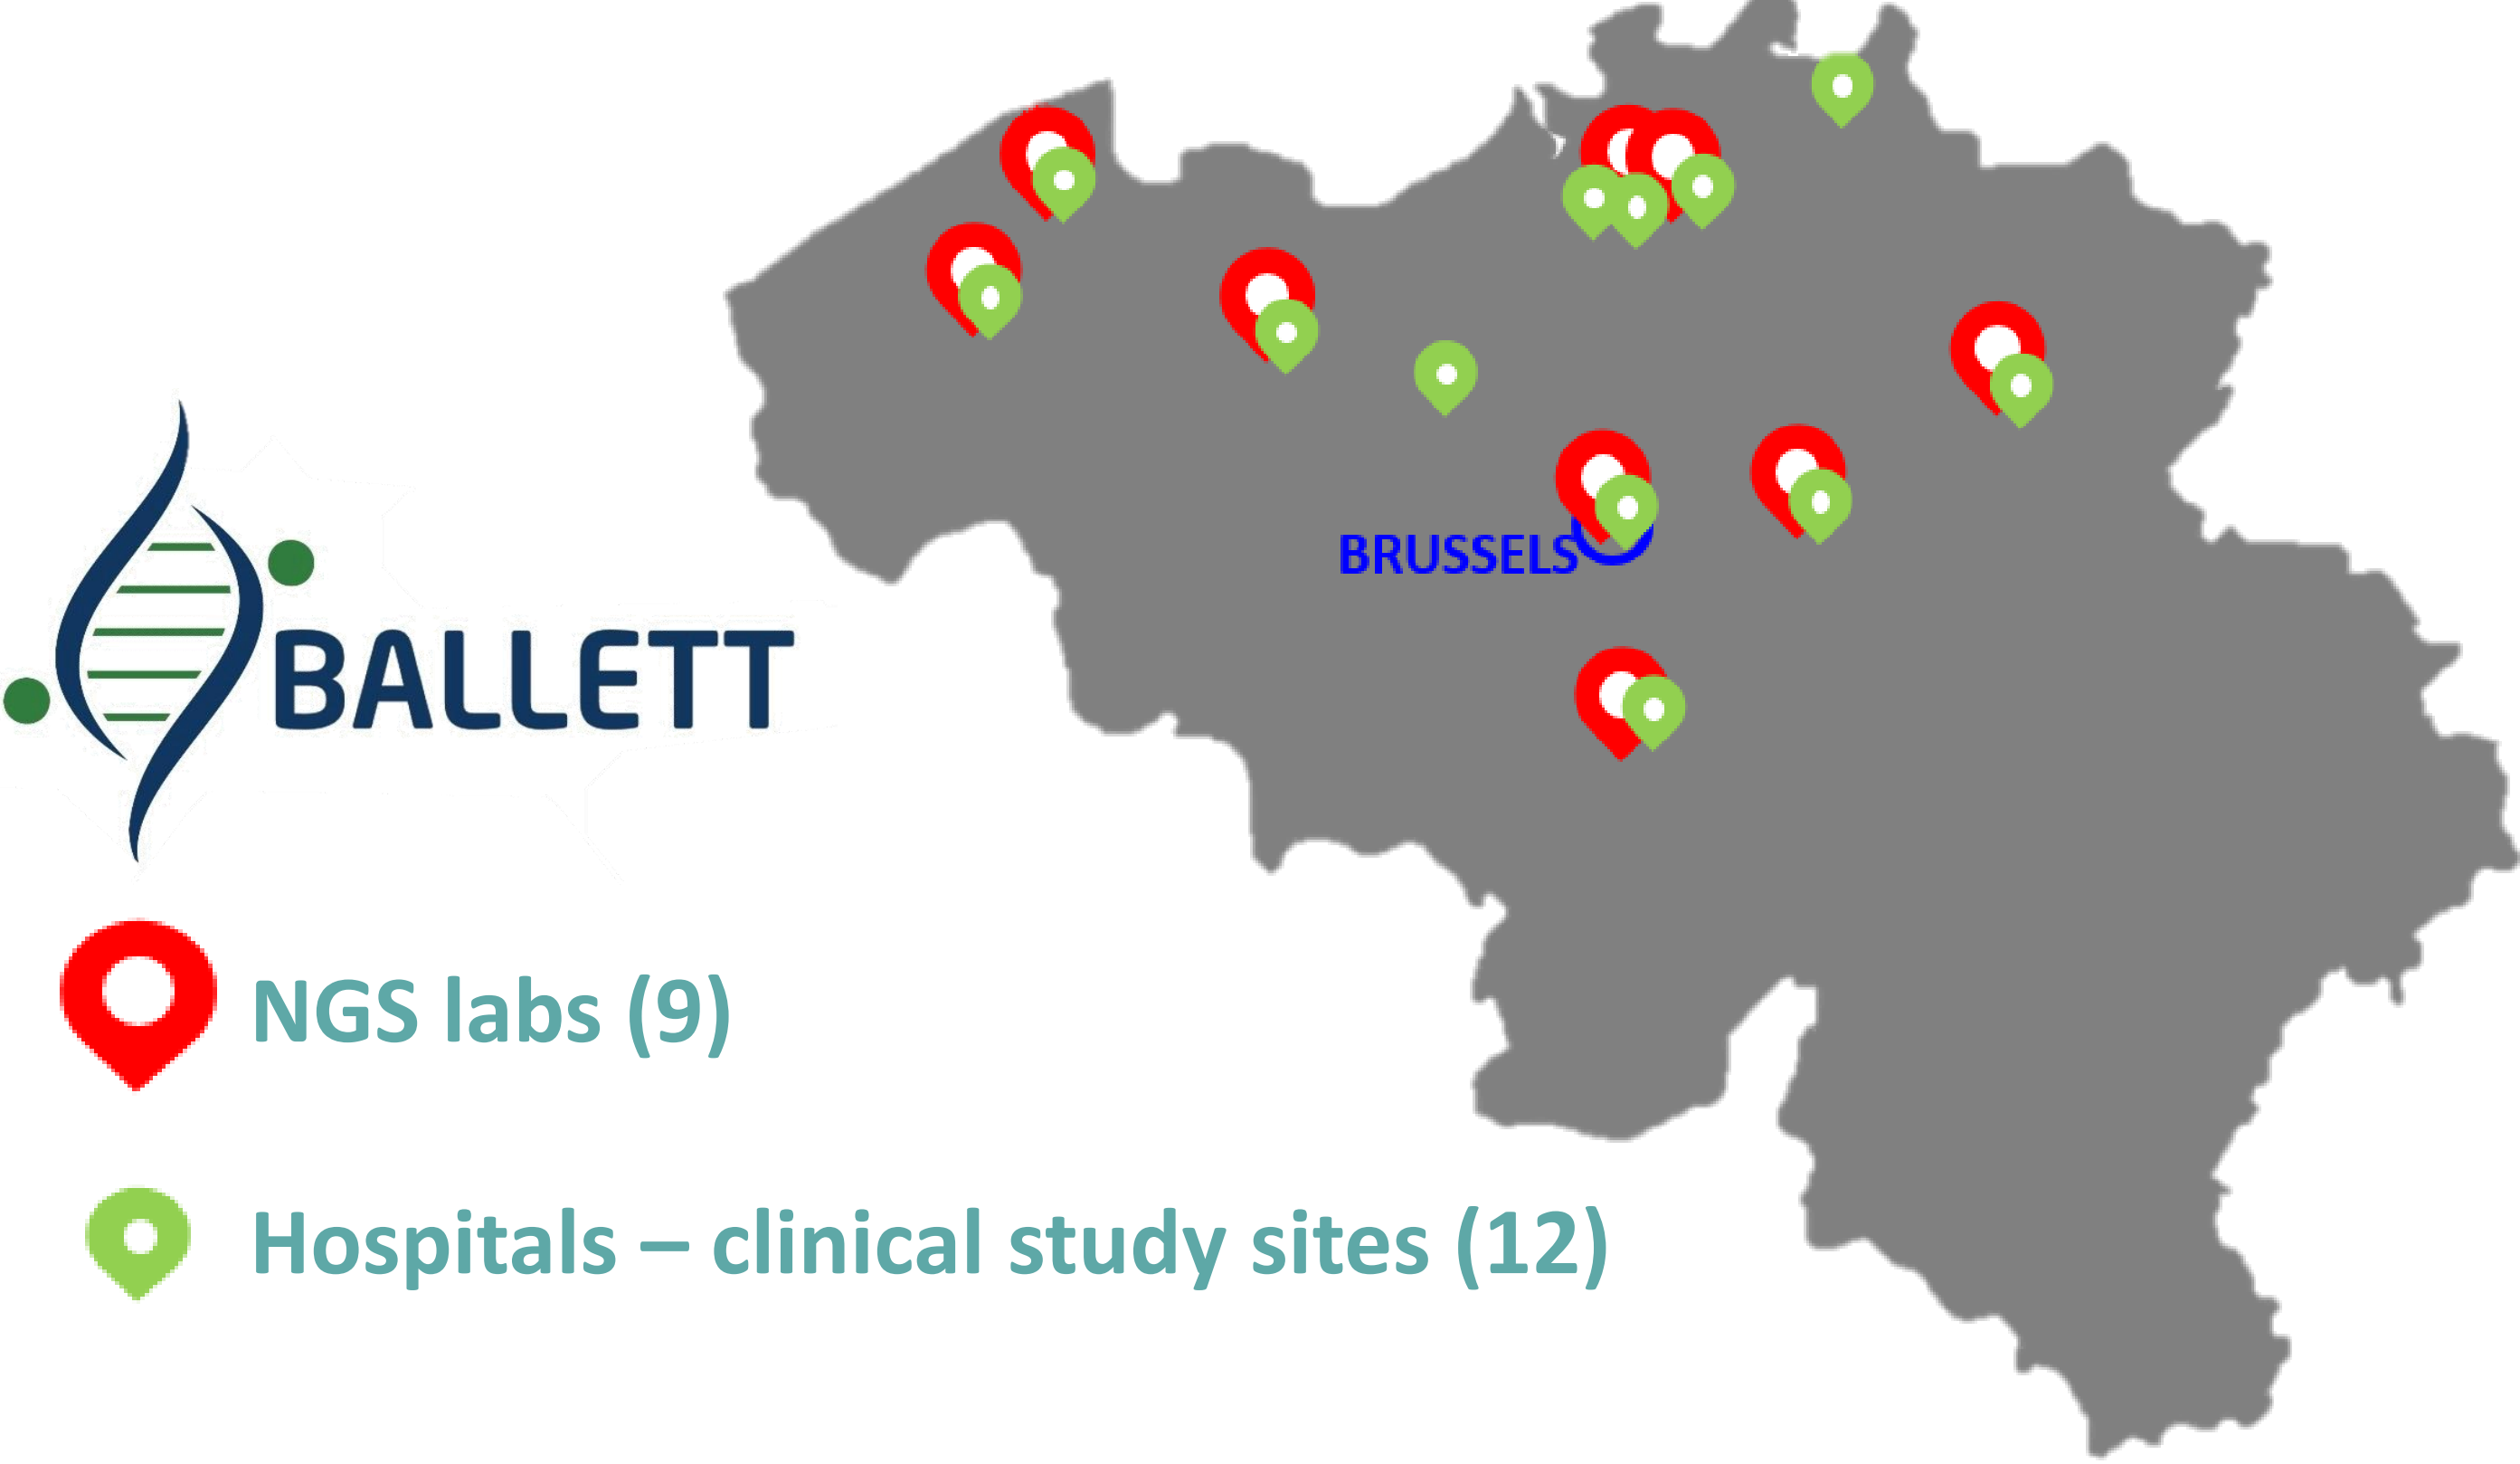 BRUSSELS
BALLETT
NGS labs (9)
Hospitals – clinical study sites (12)